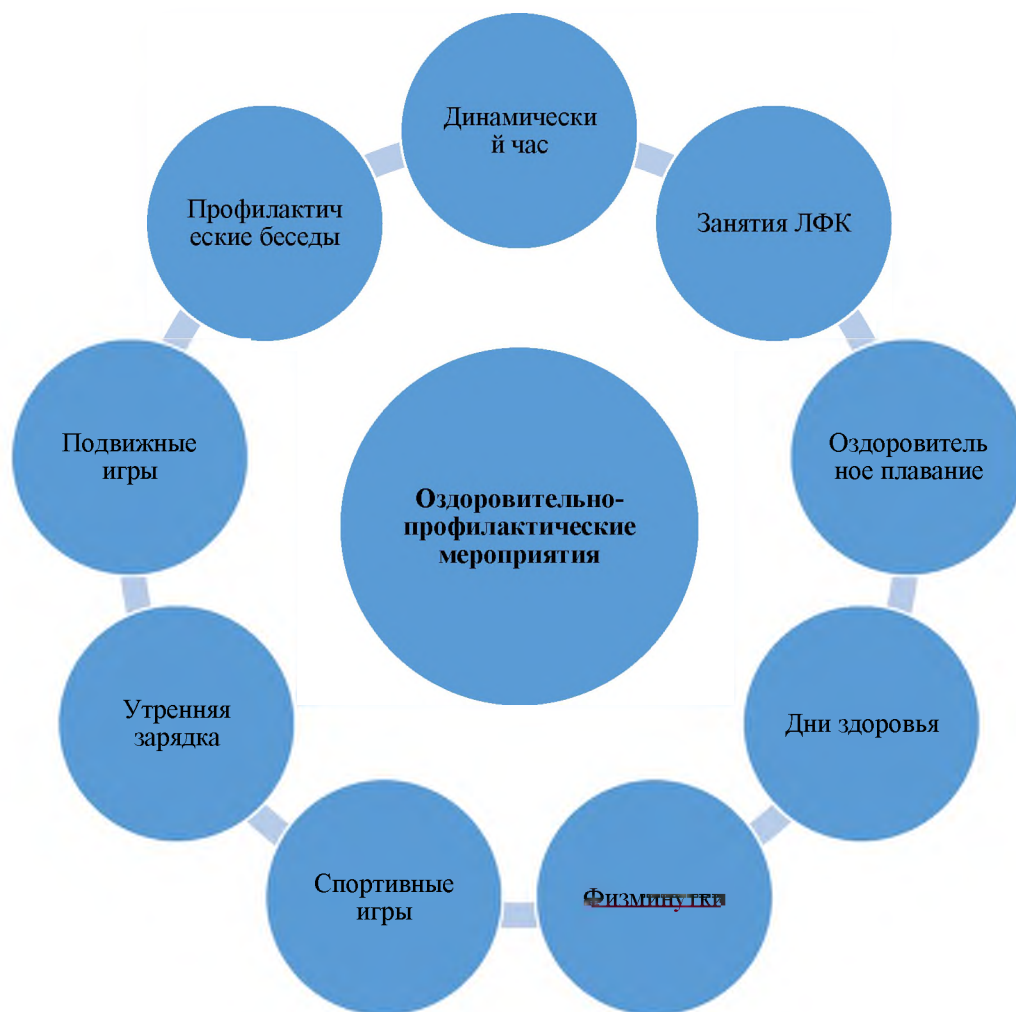 Динамически
й час
Занятия ЛФК
Оздоровитель
ное плавание
Дни здоровья
Физминутки
Спортивные
игры
Утренняя
зарядка
Подвижные
игры
Профилактич
еские беседы
Оздоровительно-
профилактические
мероприятия